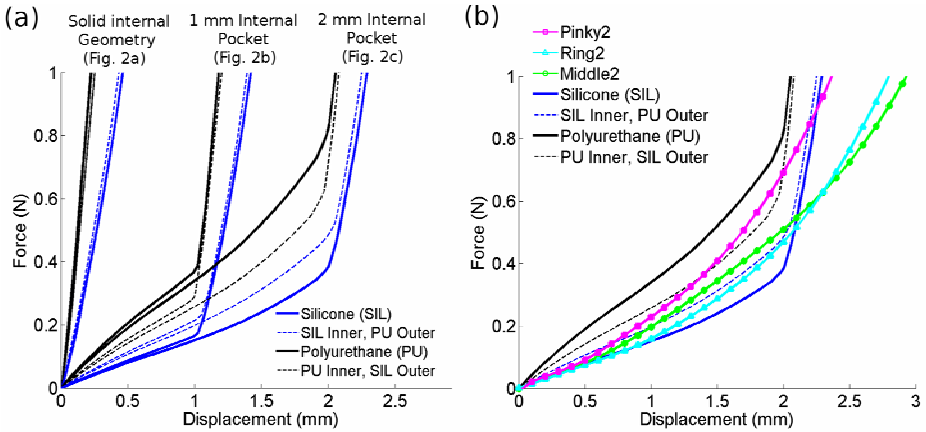 (a)
Solid internal
Geometry
(Fig. 2a)
1 mm Internal
Pocket
(Fig. 2b)
2 mm Internal
Pocket
(Fig. 2c)
1
0.8
0.6
0.4
0.2
0
Force (N)
0
0.5
1
1.5
2
2.5
Displacement (mm)
Silicone (SIL)
SIL Inner, PU Outer
Polyurethane (PU)
PU Inner, SIL Outer
(b)
Pinky2
Ring2
Middle2
Silicone (SIL)
SIL Inner, PU Outer
Polyurethane (PU)
PU Inner, SIL Outer
1
0.8
0.6
0.4
0.2
0
Force (N)
0
0.5
1
1.5
2
2.5
3
Displacement (mm)